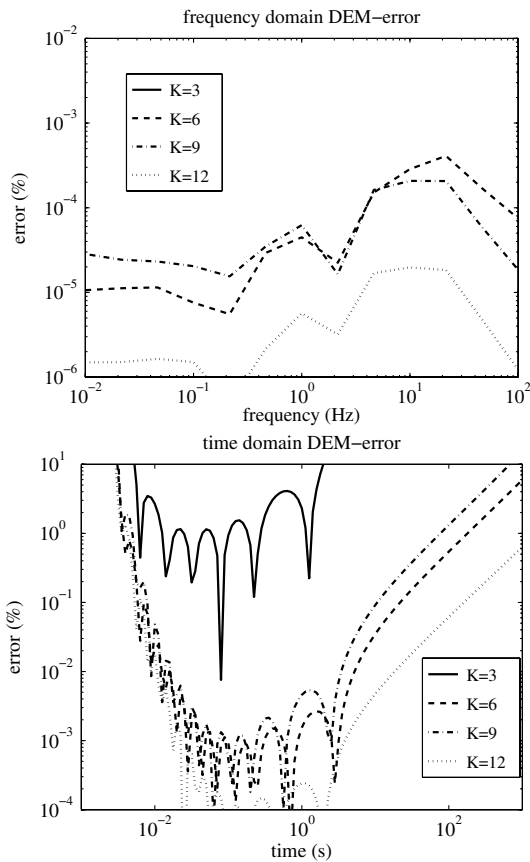 frequency domain DEM−error
10^−2
10^−3
10^−4
10^−5
10^−6
error (%)
K=3
K=6
K=9
K=12
10^−2 10^−1 10^0 10^1 10^2
frequency (Hz)
time domain DEM−error
10^1
10^0
10^−1
10^−2
10^−3
10^−4
error (%)
K=3
K=6
K=9
K=12
10^−2 10^0 10^2
time (s)